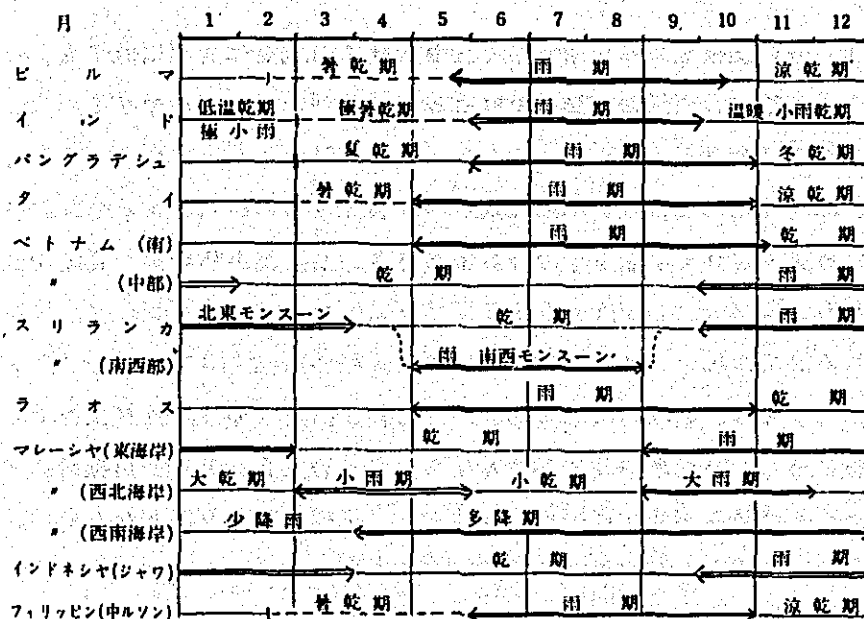 月 1 2 3 4 5 6 7 8 9 10 11 12
ビルマ 暑乾期 雨期 涼乾期
インド 低温乾期 極小雨 極暑乾期 雨期 温暖小雨乾期
バングラデシュ 夏乾期 雨期 冬乾期
タイ 暑乾期 雨期 涼乾期
ベトナム(南) 雨期 乾期
〃(中部) 乾期 雨期
スリランカ 北東モンスーン 乾期 雨期
〃(南西部) 雨 南西モンスーン
ラオス 雨期 乾期
マレーシヤ(東海岸) 乾期 雨期
〃(西北海岸) 大乾期 小雨期 小乾期 大雨期
〃(西南海岸) 少降雨 多降期
インドネシヤ(ジャワ) 乾期 雨期
フィリッピン(中ルソン) 暑乾期 雨期 涼乾期